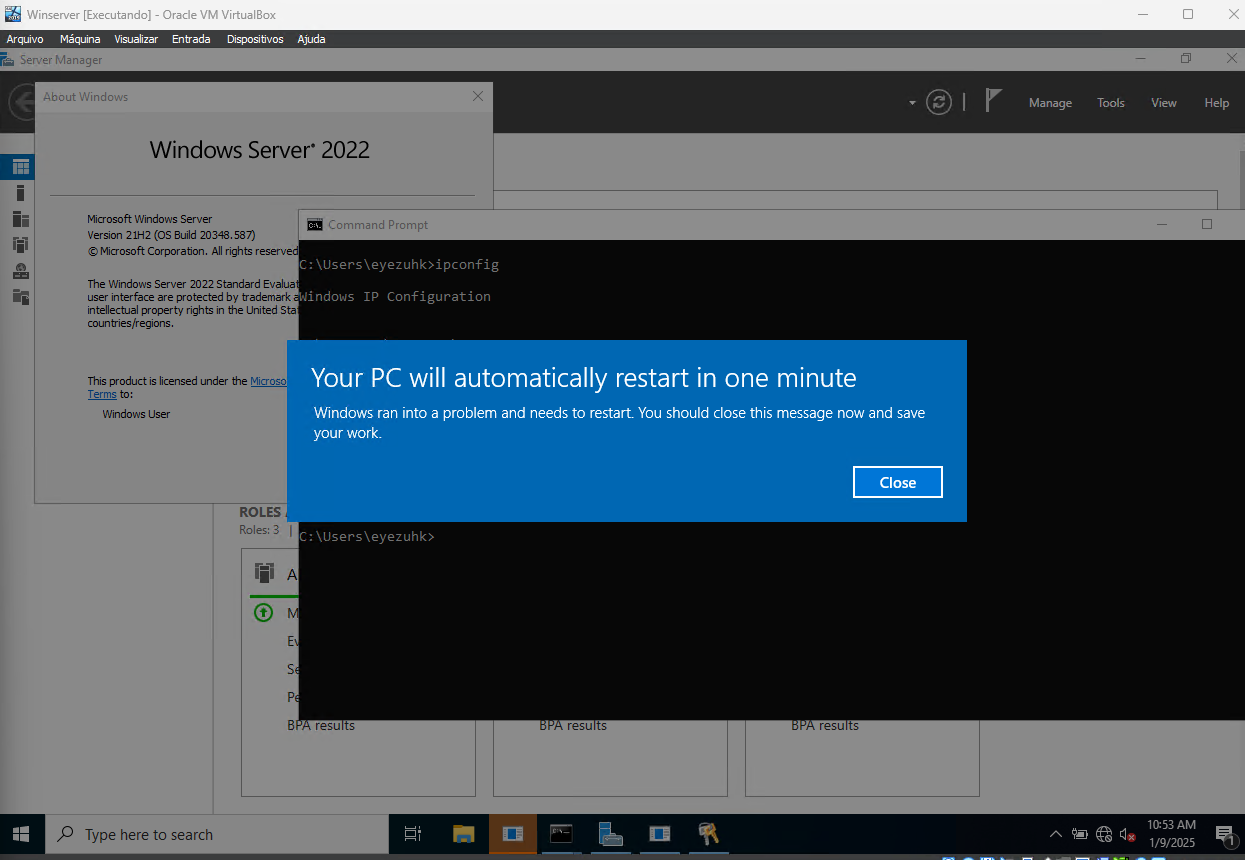 Winserver [Executando] - Oracle VM VirtualBox
Arquivo Máquina Visualizar Entrada Dispositivos Ajuda
Server Manager
Manage Tools View Help
About Windows
Windows Server® 2022
Microsoft Windows Server
Version 21H2 (OS Build 20348.587)
© Microsoft Corporation. All rights reserved
The Windows Server 2022 Standard
user interface are protected by trademark
intellectual property rights in the United
countries/regions.
This product is licensed under the
Terms to:
Windows User
Command Prompt
C:\Users\eyezuhk>ipconfig
Windows IP Configuration
Your PC will automatically restart in one minute
Windows ran into a problem and needs to restart. You should close this message now and save
your work.
Close
C:\Users\eyezuhk>
ROLES
Roles: 3 |
BPA results
BPA results
BPA results
Type here to search
10:53 AM
1/9/2025
1